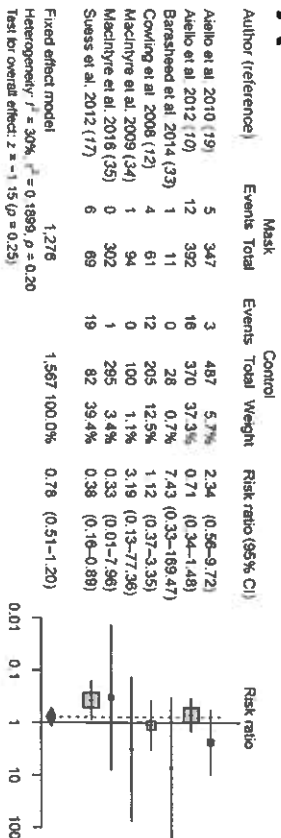 Mask Control
Author (reference) Events Total Events Total Weight Risk ratio (95% CI) Risk ratio
Aiello et al. 2010 (19) 5 347 3 487 5.7% 2.34 (0.56–9.72)
Aiello et al. 2012 (10) 12 392 16 370 37.3% 0.71 (0.34–1.48)
Barasheed et al. 2014 (33) 1 11 0 28 0.7% 7.43 (0.33–169.47)
Cowling et al. 2008 (12) 4 61 12 205 12.5% 1.12 (0.37–3.35)
MacIntyre et al. 2009 (34) 1 94 0 100 1.1% 3.19 (0.13–77.36)
MacIntyre et al. 2016 (35) 0 302 1 295 3.4% 0.33 (0.01–7.96)
Suess et al. 2012 (17) 6 69 19 82 39.4% 0.38 (0.16–0.89)
Fixed effect model 1,276 1,567 100.0% 0.78 (0.51–1.20)
Heterogeneity: I² = 30%, τ² = 0.1899, p = 0.20
Test for overall effect: z = –1.15 (p = 0.25)
0.01 0.1 1 10 100